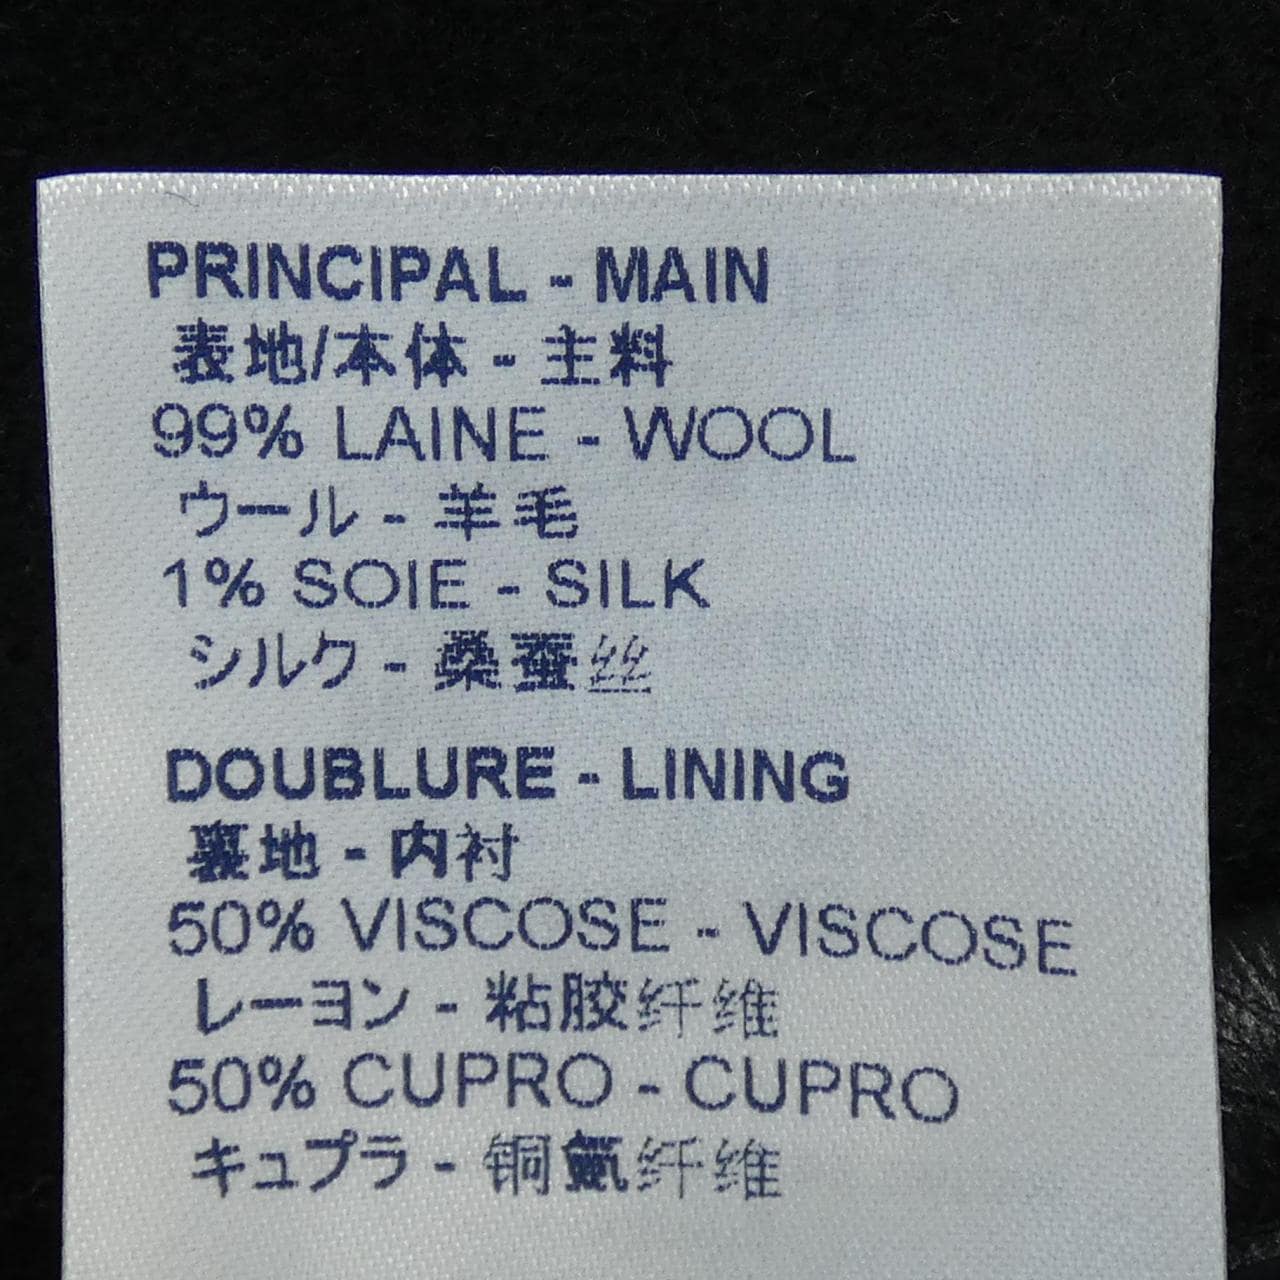 PRINCIPAL - MAIN
表地/本体 - 主料
99% LAINE - WOOL
ウール - 羊毛
1% SOIE - SILK
シルク - 桑蚕丝
DOUBLURE - LINING
裏地 - 内衬
50% VISCOSE - VISCOSE
レーヨン - 粘胶纤维
50% CUPRO - CUPRO
キュプラ - 铜氨纤维